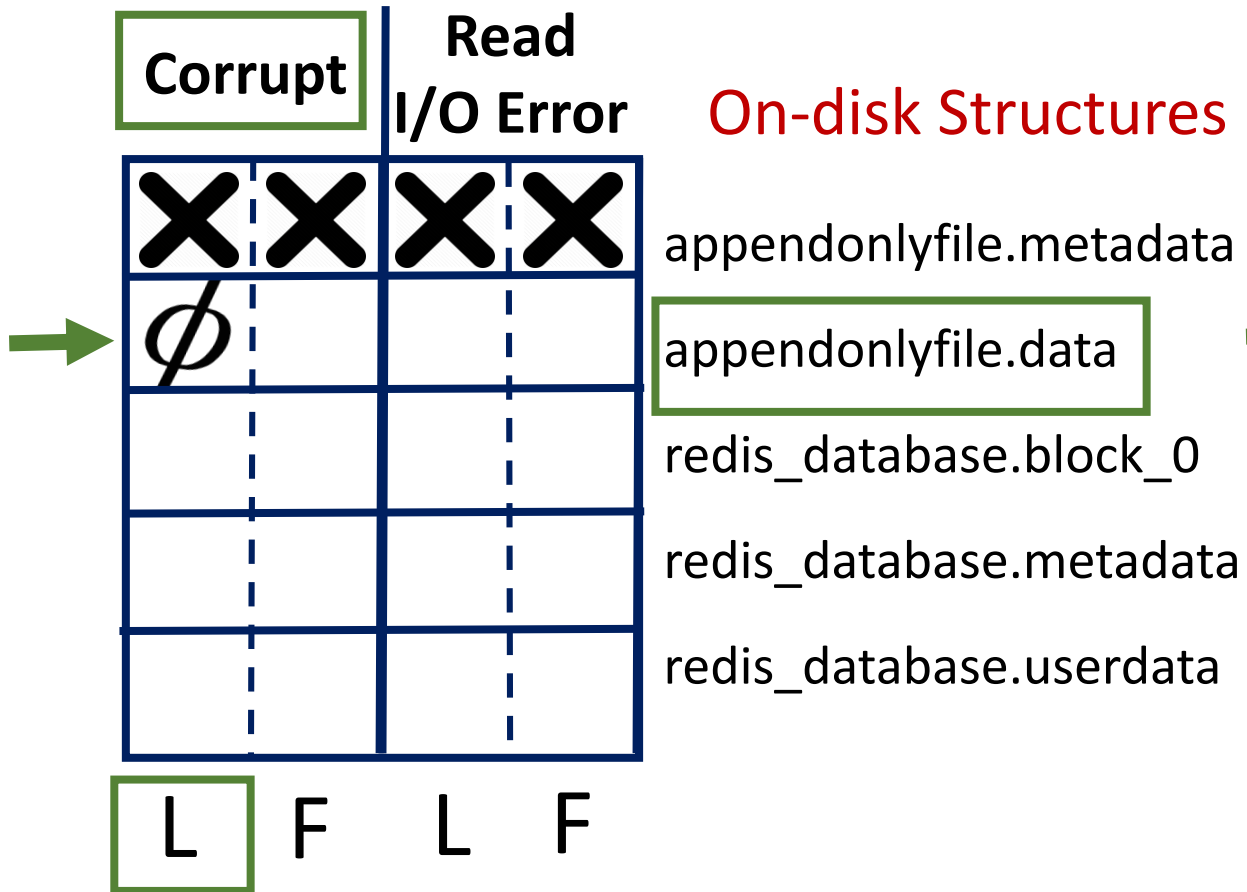 Corrupt
Read
I/O Error
On-disk Structures
appendonlyfile.metadata
ϕ
appendonlyfile.data
redis_database.block_0
redis_database.metadata
redis_database.userdata
L F L F